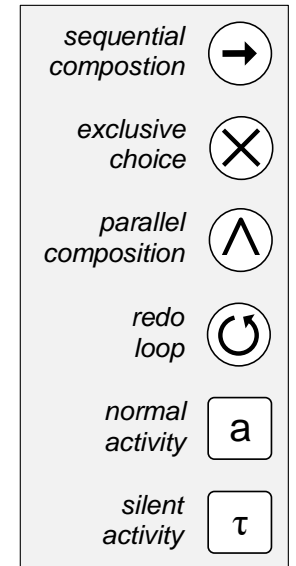 sequential
compostion
→
exclusive
choice
parallel
composition
∧
redo
loop
normal
activity
a
silent
activity
τ